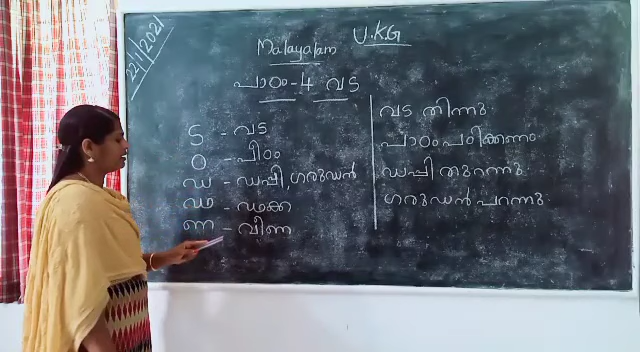 22/1/2021
U.K.G
Malayalam
പാഠം-4 വട
ട - വട
ഠ - പീഠം
ഡ - ഡപ്പി, ഗരുഡൻ
ഢ - ഢക്ക
ണ - വീണ
വട തിന്നു.
പാഠം പഠിക്കണം
ഡപ്പി തുറന്നു.
ഗരുഡൻ പറന്നു.